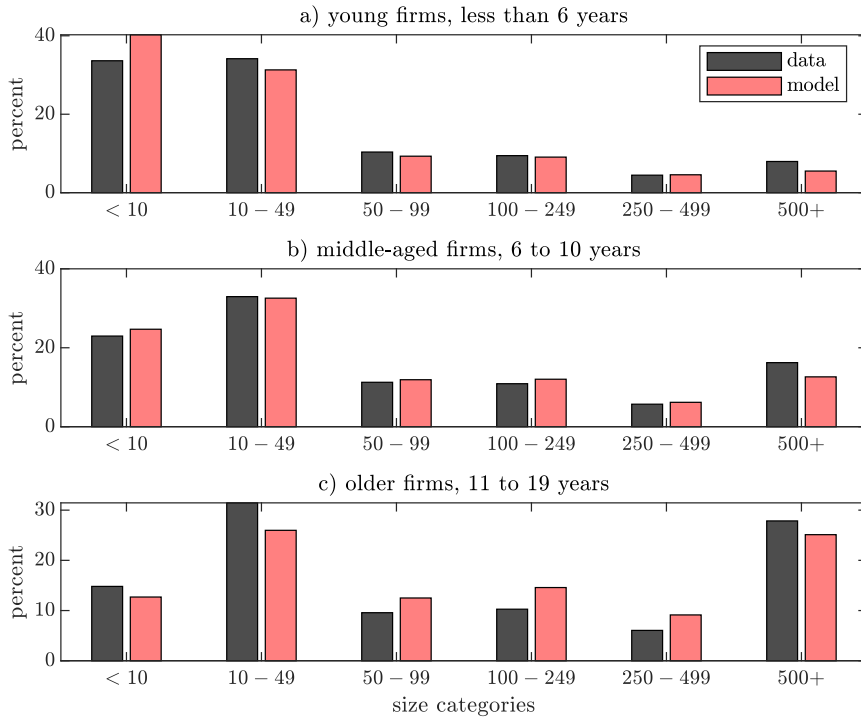 a) young firms, less than 6 years
40
20
0
percent
data
model
< 10
10 − 49
50 − 99
100 − 249
250 − 499
500+
b) middle-aged firms, 6 to 10 years
40
20
0
percent
< 10
10 − 49
50 − 99
100 − 249
250 − 499
500+
c) older firms, 11 to 19 years
30
20
10
0
percent
< 10
10 − 49
50 − 99
100 − 249
250 − 499
500+
size categories